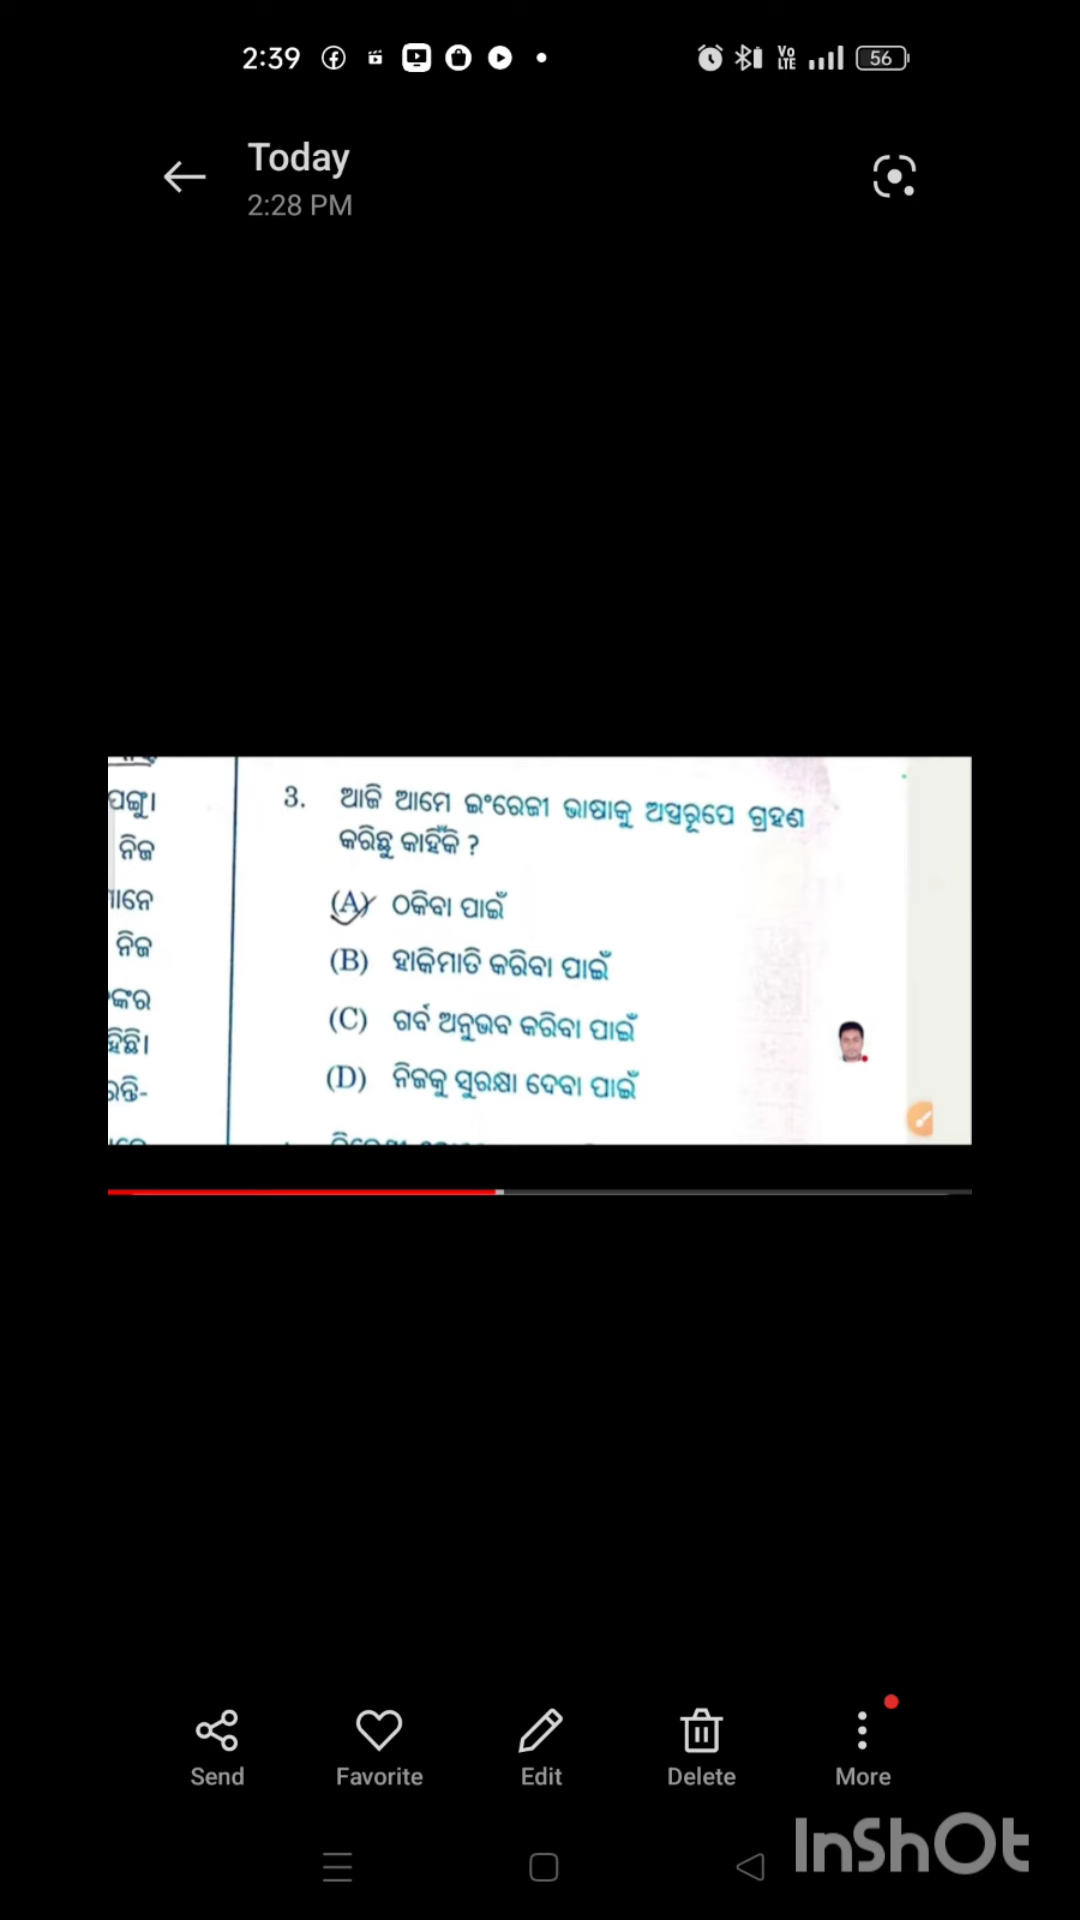 2:39
56
Today
2:28 PM
ପଙ୍ଗୁ।
ନିଜ
ନିଜ
3. ଆଜି ଆମେ ଇଂରେଜୀ ଭାଷାକୁ ଅସ୍ତ୍ରରୂପେ ଗ୍ରହଣ
କରିଛୁ କାହିଁକି ?
(A) ଠକିବା ପାଇଁ
(B) ହାକିମାତି କରିବା ପାଇଁ
(C) ଗର୍ବ ଅନୁଭବ କରିବା ପାଇଁ
(D) ନିଜକୁ ସୁରକ୍ଷା ଦେବା ପାଇଁ
Send Favorite Edit Delete More
InShOt